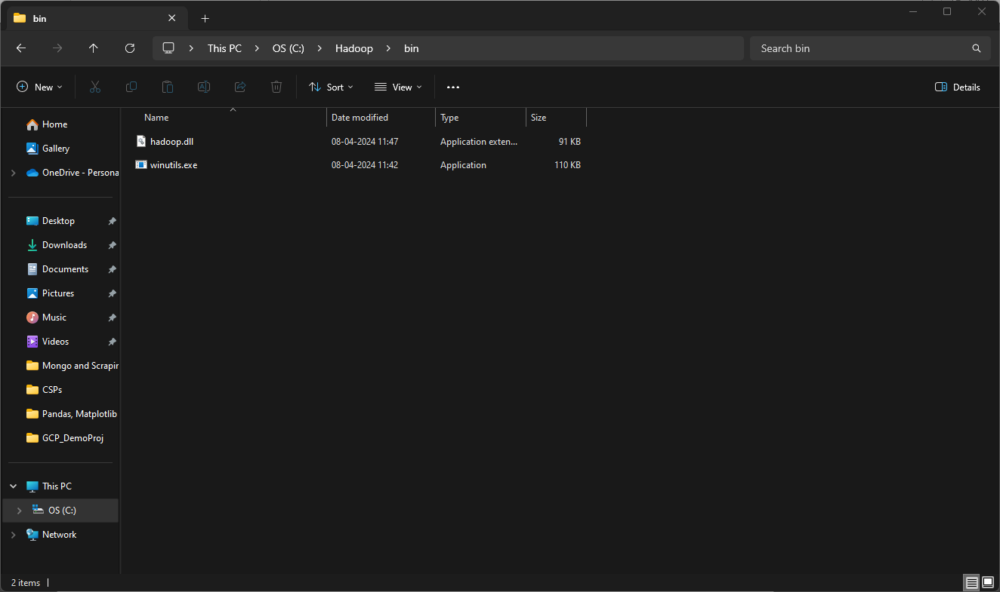 bin
This PC OS (C:) Hadoop bin
Search bin
New
Sort
View
Details
Name Date modified Type Size
hadoop.dll 08-04-2024 11:47 Application exten... 91 KB
winutils.exe 08-04-2024 11:42 Application 110 KB
Home
Gallery
OneDrive - Persona
Desktop
Downloads
Documents
Pictures
Music
Videos
Mongo and Scrapin
CSPs
Pandas, Matplotlib
GCP_DemoProj
This PC
OS (C:)
Network
2 items